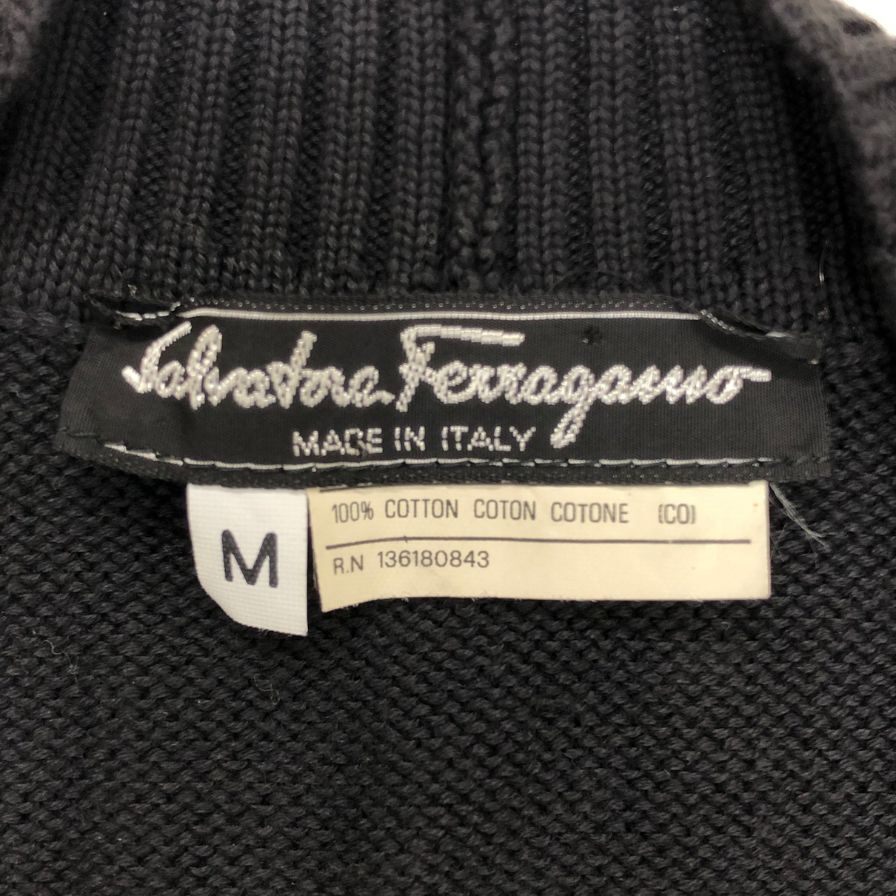 Salvatore Ferragamo
MADE IN ITALY
M
100% COTTON COTON COTONE (CO)
R.N 136180843